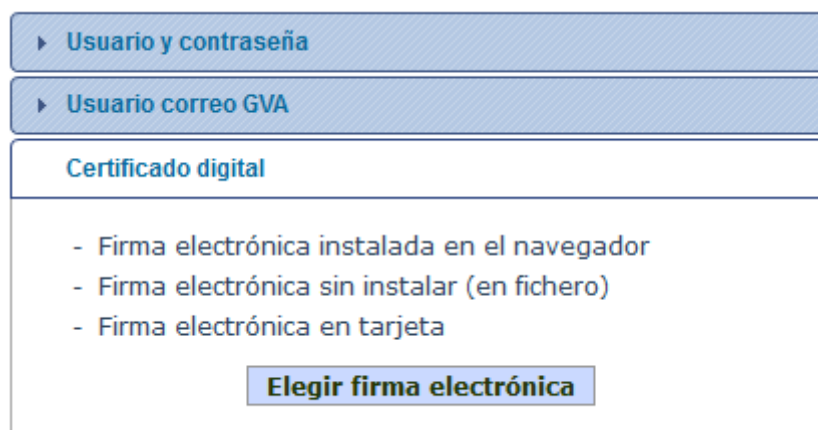 Usuario y contraseña
Usuario correo GVA
Certificado digital
- Firma electrónica instalada en el navegador
- Firma electrónica sin instalar (en fichero)
- Firma electrónica en tarjeta
Elegir firma electrónica